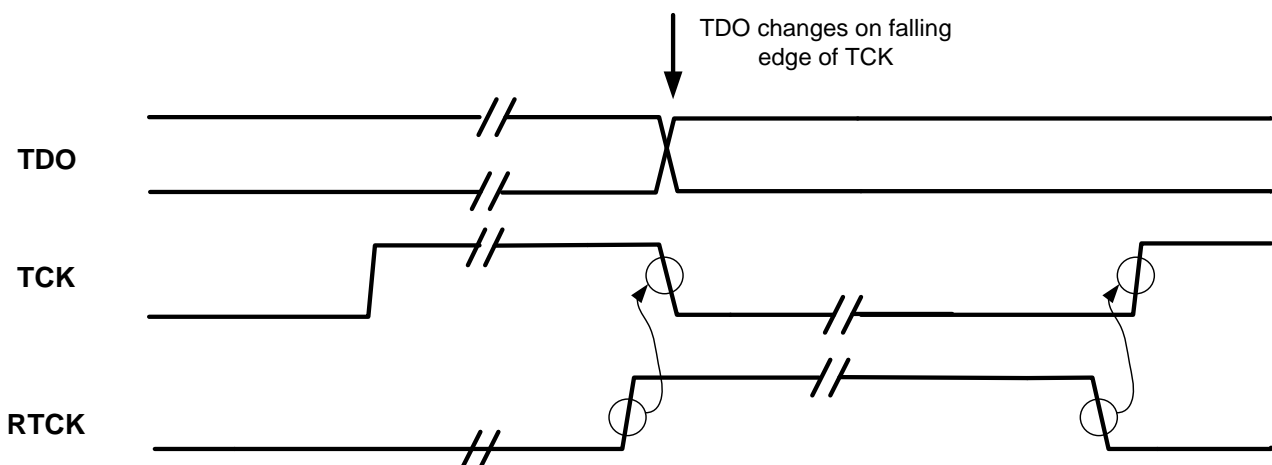 TDO changes on falling
edge of TCK
TDO
TCK
RTCK